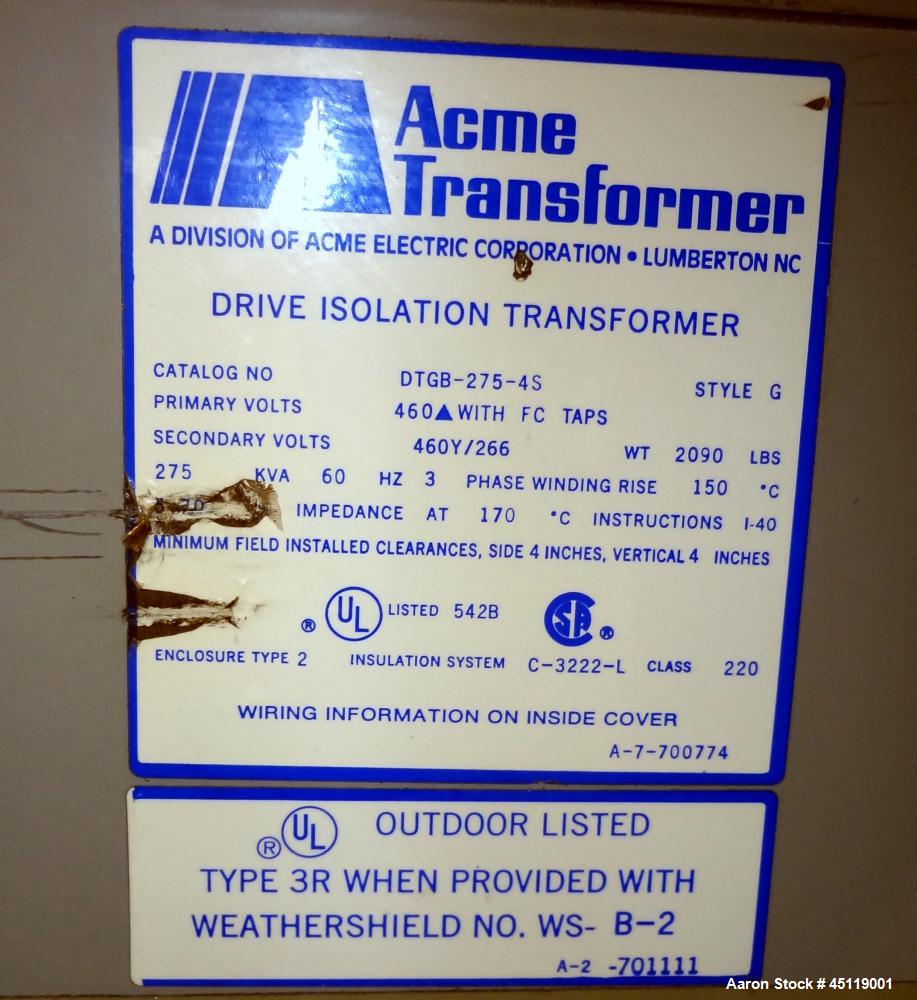 Acme
Transformer
A DIVISION OF ACME ELECTRIC CORPORATION • LUMBERTON NC
DRIVE ISOLATION TRANSFORMER
CATALOG NO DTGB-275-4S STYLE G
PRIMARY VOLTS 460▲WITH FC TAPS
SECONDARY VOLTS 460Y/266 WT 2090 LBS
275 KVA 60 HZ 3 PHASE WINDING RISE 150 °C
IMPEDANCE AT 170 °C INSTRUCTIONS I-40
MINIMUM FIELD INSTALLED CLEARANCES, SIDE 4 INCHES, VERTICAL 4 INCHES
® UL LISTED 542B SA ®
ENCLOSURE TYPE 2 INSULATION SYSTEM C-3222-L CLASS 220
WIRING INFORMATION ON INSIDE COVER
A-7-700774
® UL OUTDOOR LISTED
TYPE 3R WHEN PROVIDED WITH
WEATHERSHIELD NO. WS- B-2
A-2 -701111
Aaron Stock # 45119001